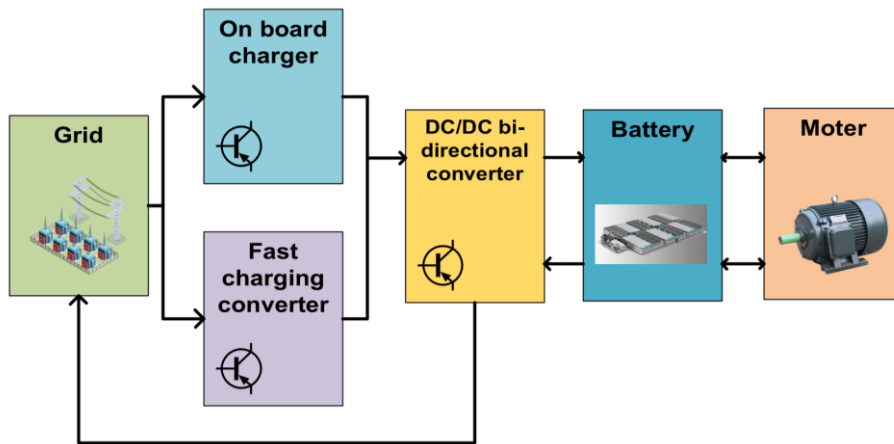 On board
charger
Grid
DC/DC bi-
directional
converter
Battery
Moter
Fast
charging
converter